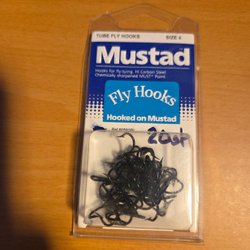 TUBE FLY HOOKS SIZE 4
Mustad
Hooks for fly-tying, Hi Carbon Steel
Chemically sharpened MUST® Point
Fly Hooks
Hooked on Mustad